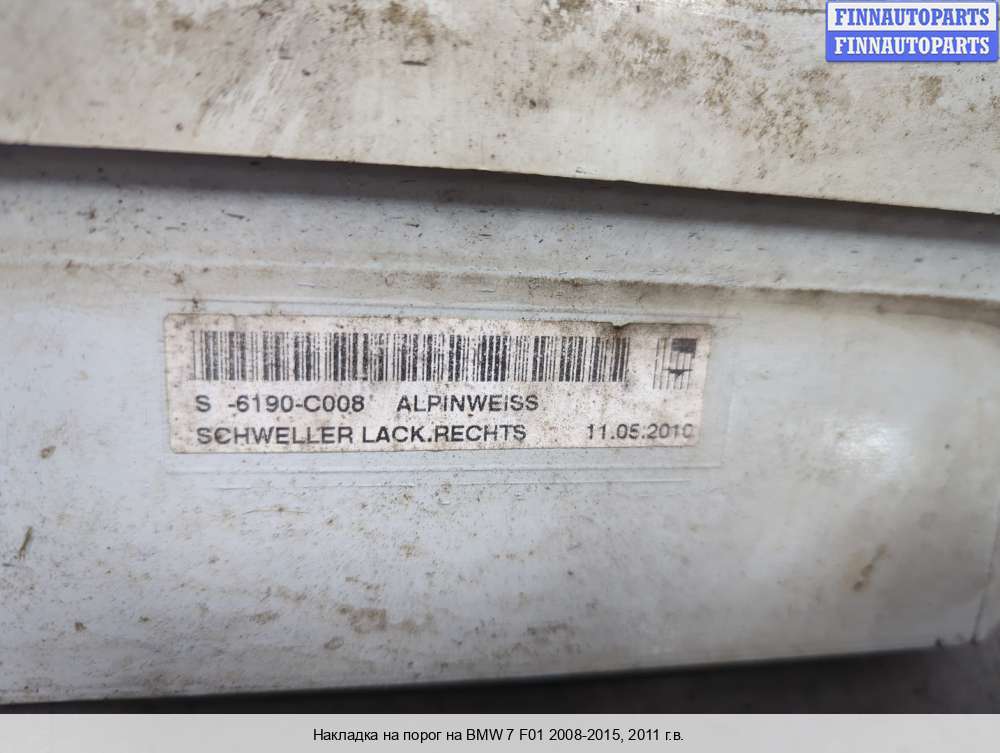 FINNAUTOPARTS
FINNAUTOPARTS
S -6190-C008 ALPINWEISS
SCHWELLER LACK.RECHTS 11.05.2010
Накладка на порог на BMW 7 F01 2008-2015, 2011 г.в.